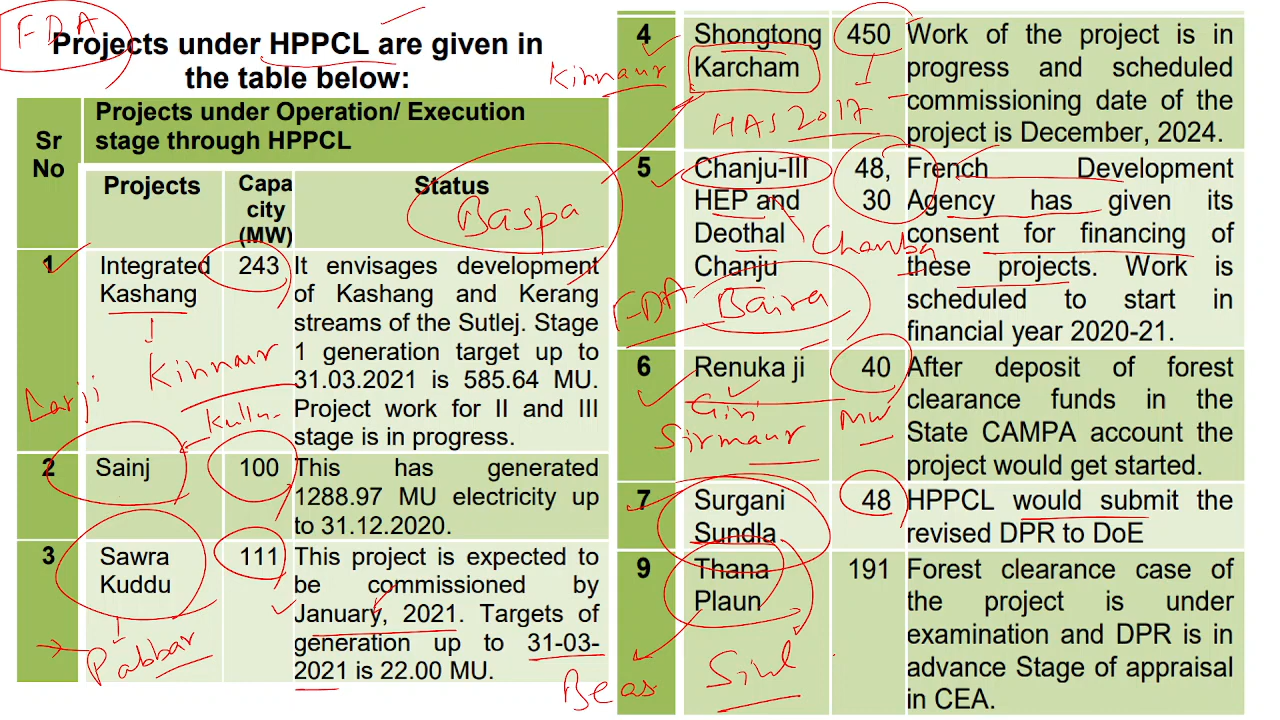 FDA
Projects under HPPCL are given in
the table below:
Sr No
Projects under Operation/ Execution
stage through HPPCL
Projects
Capa
city
(MW)
Status
Baspa
1
Integrated
Kashang
Kinnaur
243
It envisages development
of Kashang and Kerang
streams of the Sutlej. Stage
1 generation target up to
31.03.2021 is 585.64 MU.
Project work for II and III
stage is in progress.
Larji
Kullu
2
Sainj
100
This has generated
1288.97 MU electricity up
to 31.12.2020.
3
Sawra
Kuddu
Pabbar
111
This project is expected to
be commissioned by
January, 2021. Targets of
generation up to 31-03-
2021 is 22.00 MU.
4
Shongtong
Karcham
Kinnaur
450
HAS 2017
Work of the project is in
progress and scheduled
commissioning date of the
project is December, 2024.
5
Chanju-III
HEP and
Deothal
Chanju
48,
30
Chamba
FDA
Baira
French Development
Agency has given its
consent for financing of
these projects. Work is
scheduled to start in
financial year 2020-21.
6
Renuka ji
Giri
Sirmaur
40
MW
After deposit of forest
clearance funds in the
State CAMPA account the
project would get started.
7
Surgani
Sundla
48
HPPCL would submit the
revised DPR to DoE
9
Thana
Plaun
Beas
Siul
191
Forest clearance case of
the project is under
examination and DPR is in
advance Stage of appraisal
in CEA.